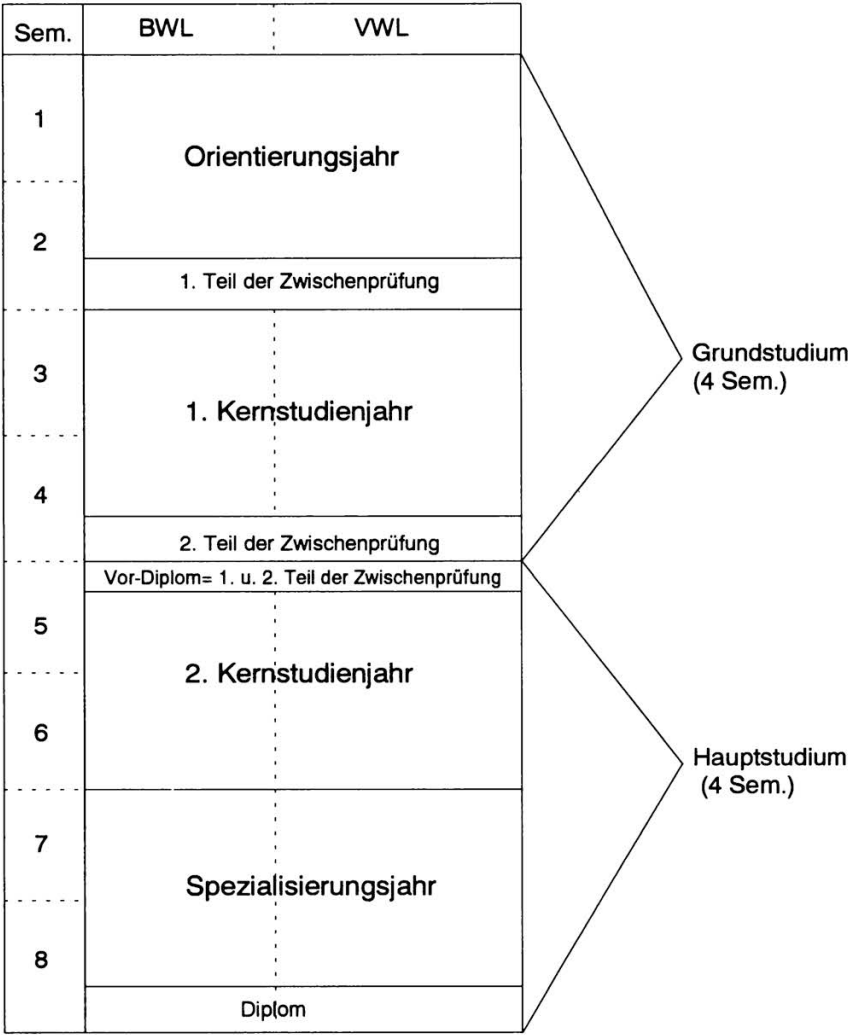 Sem. BWL VWL
1
Orientierungsjahr
2
1. Teil der Zwischenprüfung
3
Grundstudium
(4 Sem.)
1. Kernstudienjahr
4
2. Teil der Zwischenprüfung
Vor-Diplom= 1. u. 2. Teil der Zwischenprüfung
5
2. Kernstudienjahr
6
Hauptstudium
(4 Sem.)
7
Spezialisierungsjahr
8
Diplom